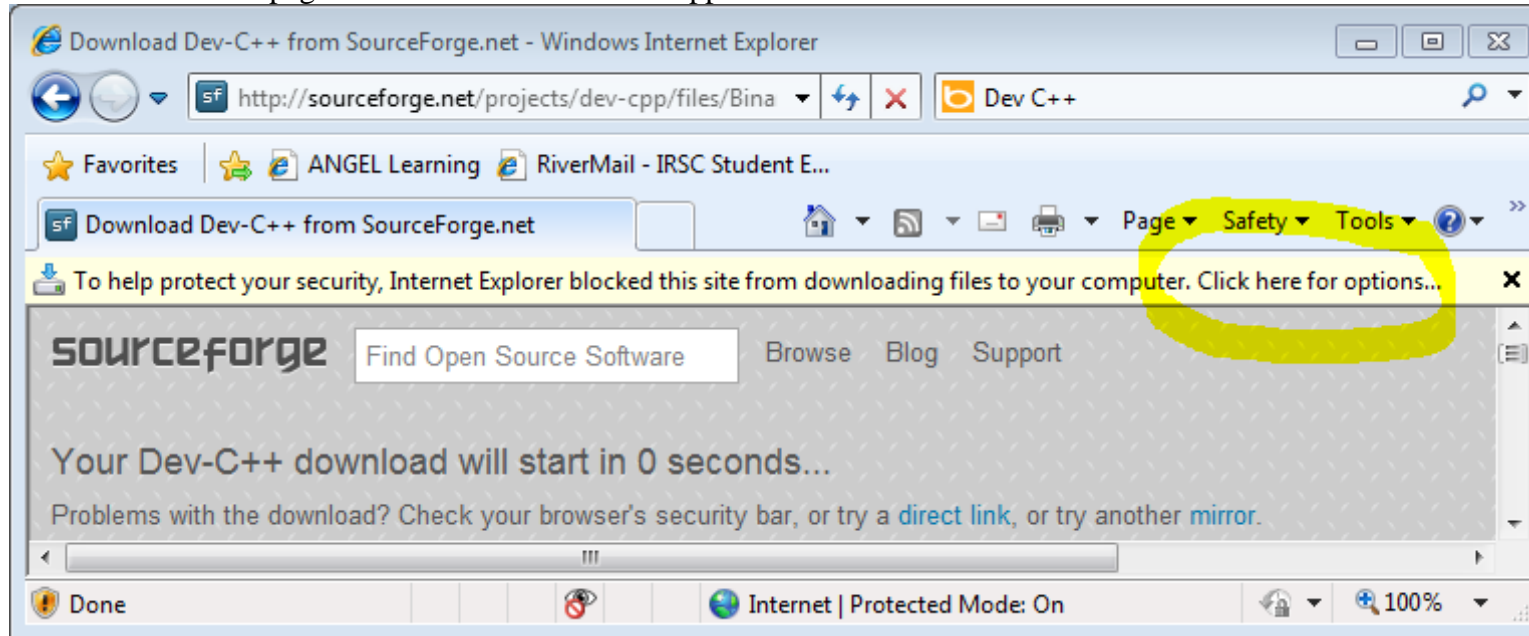 Download Dev-C++ from SourceForge.net - Windows Internet Explorer
sf http://sourceforge.net/projects/dev-cpp/files/Bina Dev C++
Favorites ANGEL Learning RiverMail - IRSC Student E...
sf Download Dev-C++ from SourceForge.net Page Safety Tools
To help protect your security, Internet Explorer blocked this site from downloading files to your computer. Click here for options...
sourceforge Find Open Source Software Browse Blog Support
Your Dev-C++ download will start in 0 seconds...
Problems with the download? Check your browser's security bar, or try a direct link, or try another mirror.
Done Internet | Protected Mode: On 100%